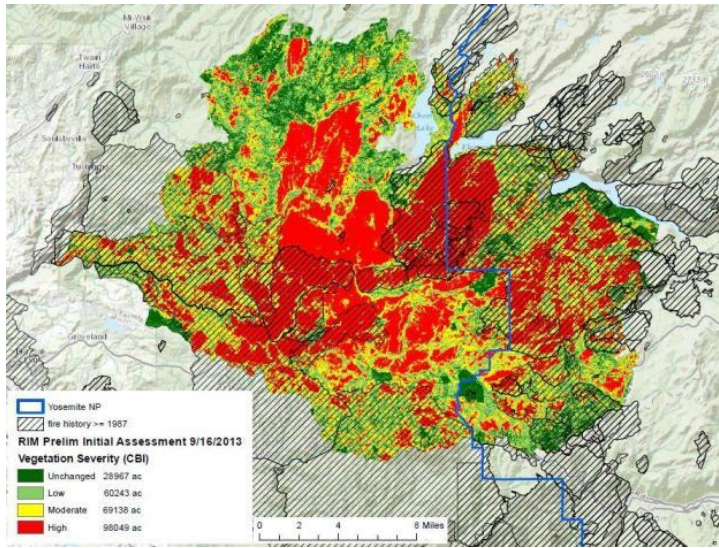 Mi-Wuk
Village
Twain
Harte
Soulsbyville
Groveland
Yosemite NP
fire history >= 1987
RIM Prelim Initial Assessment 9/16/2013
Vegetation Severity (CBI)
Unchanged 28967 ac
Low 60243 ac
Moderate 69138 ac
High 98049 ac
0 2 4 8 Miles